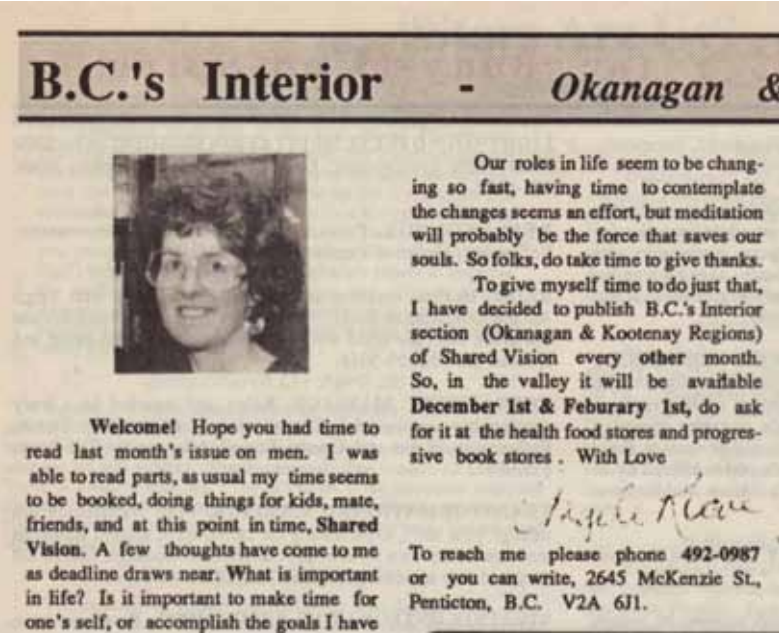 B.C.'s Interior - Okanagan &
Welcome! Hope you had time to
read last month's issue on men. I was
able to read parts, as usual my time seems
to be booked, doing things for kids, mate,
friends, and at this point in time, Shared
Vision. A few thoughts have come to me
as deadline draws near. What is important
in life? Is it important to make time for
one's self, or accomplish the goals I have
Our roles in life seem to be chang-
ing so fast, having time to contemplate
the changes seems an effort, but meditation
will probably be the force that saves our
souls. So folks, do take time to give thanks.
To give myself time to do just that,
I have decided to publish B.C.'s Interior
section (Okanagan & Kootenay Regions)
of Shared Vision every other month.
So, in the valley it will be available
December 1st & Feburary 1st, do ask
for it at the health food stores and progres-
sive book stores . With Love
To reach me please phone 492-0987
or you can write, 2645 McKenzie St.,
Penticton, B.C. V2A 6J1.